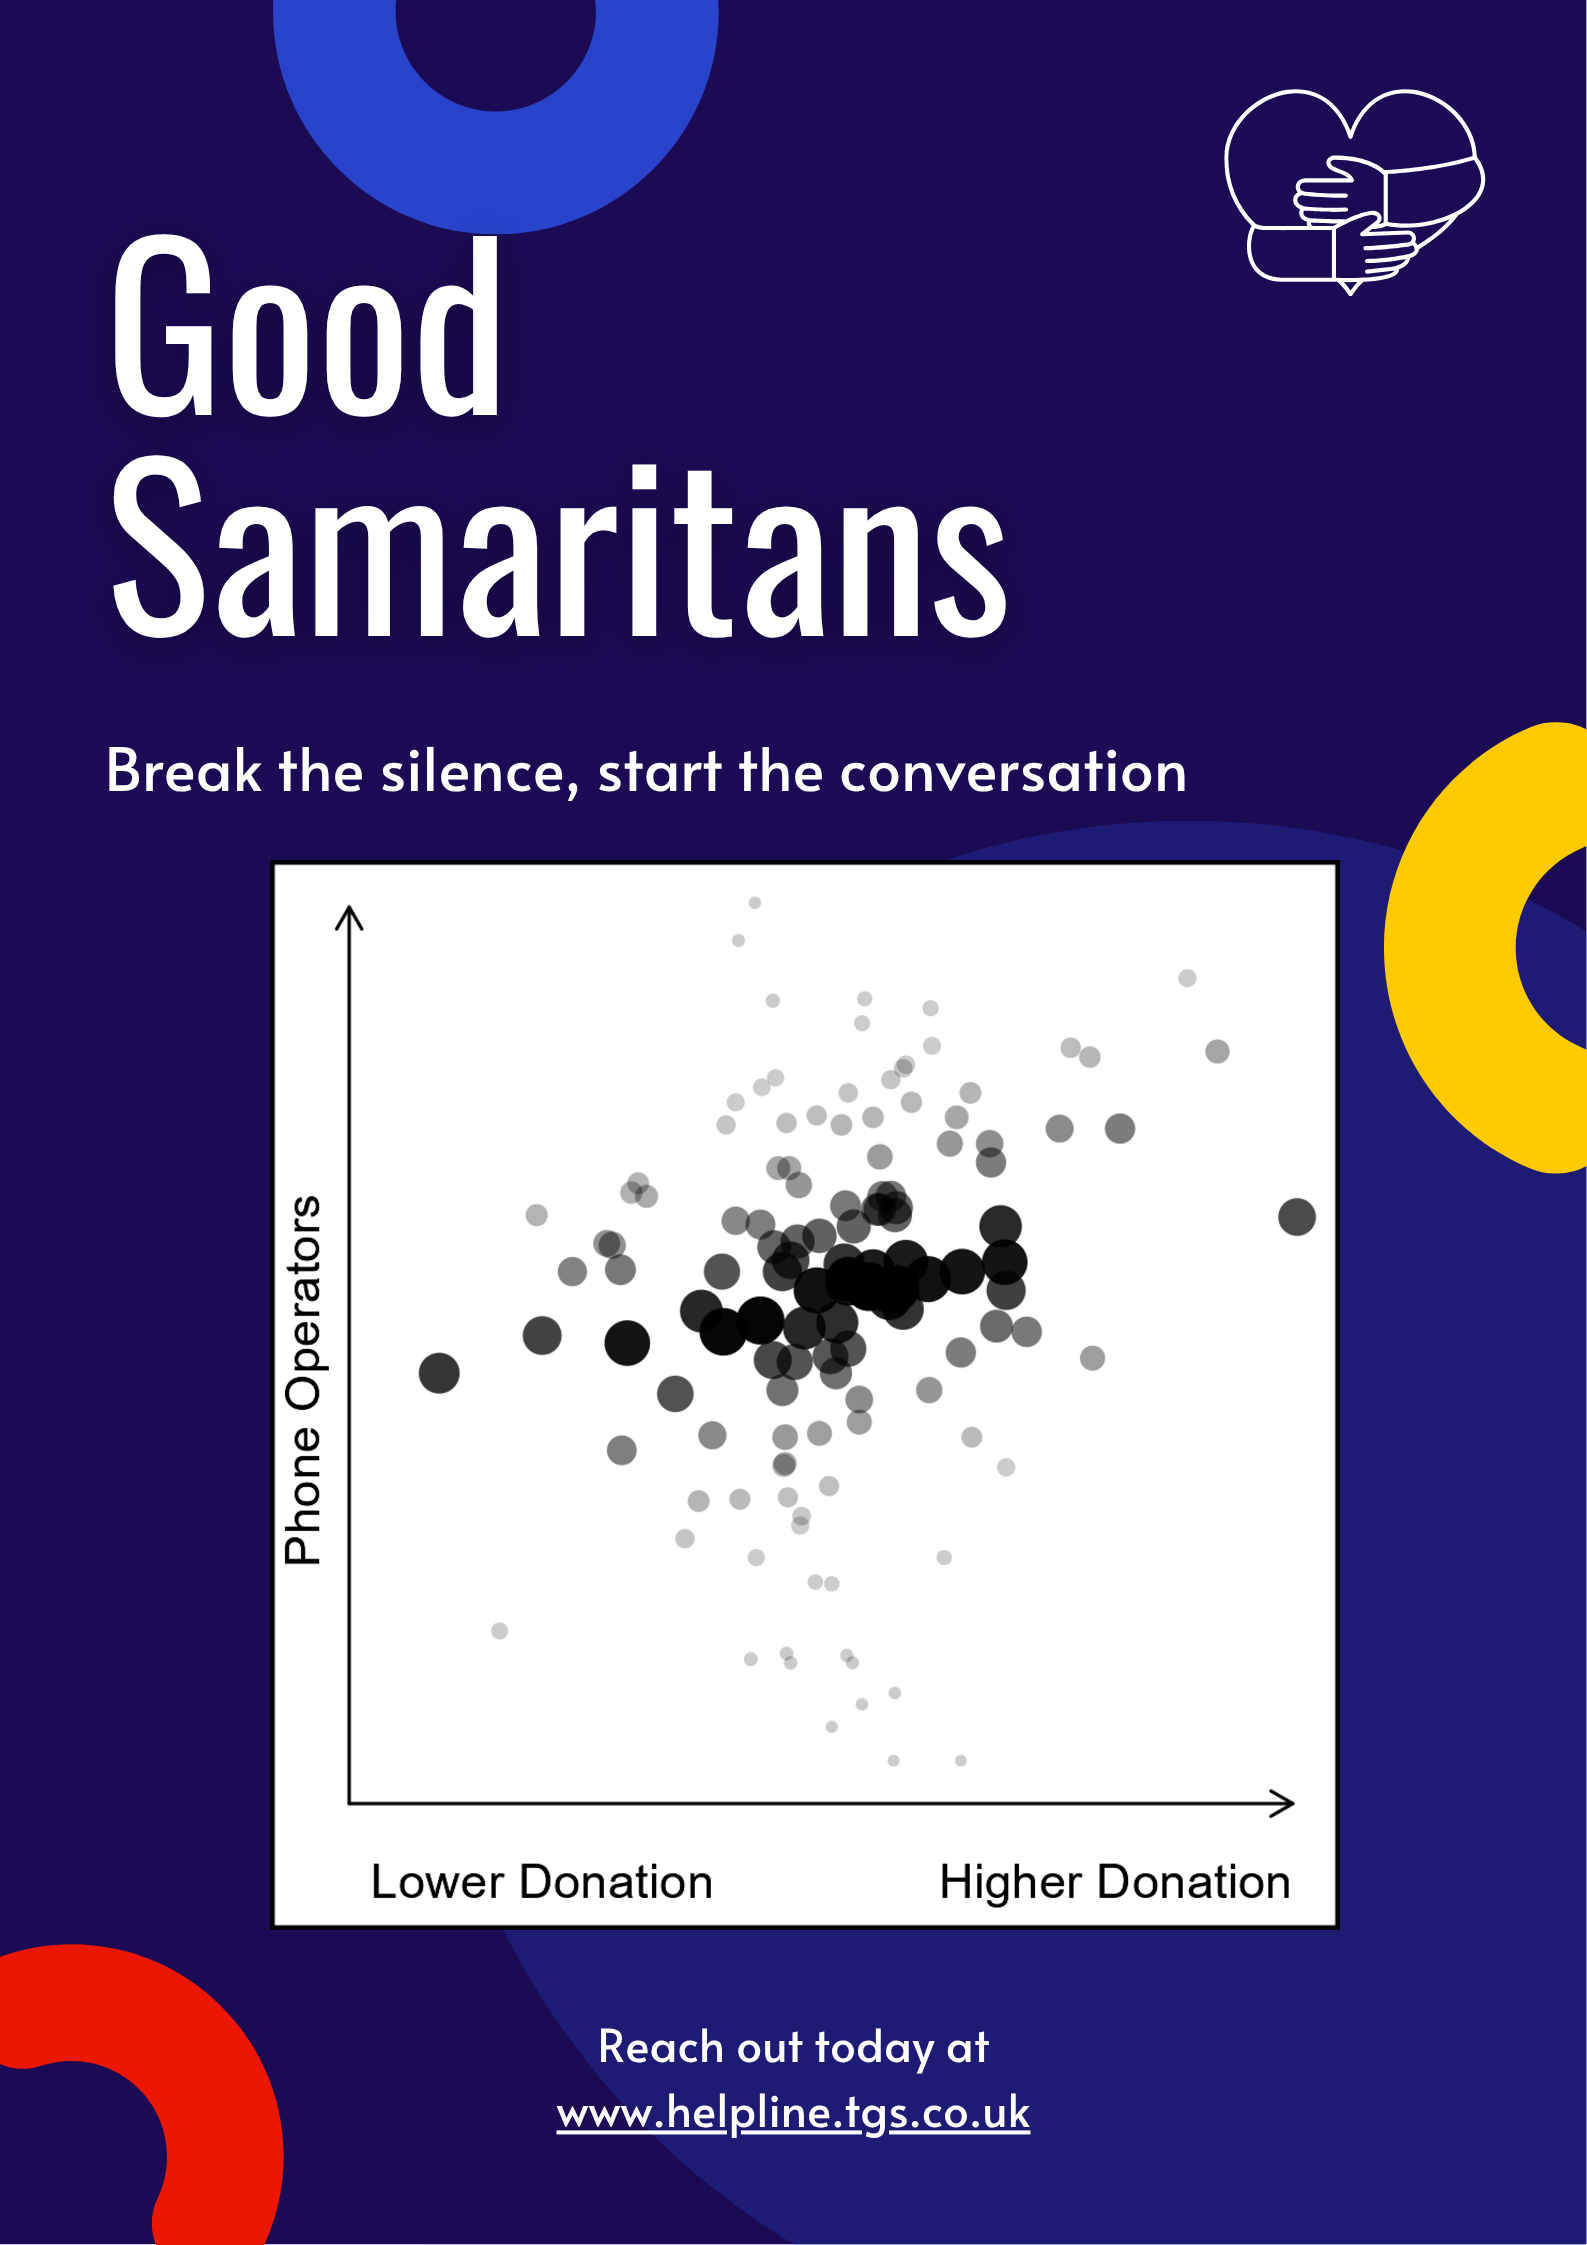 Good
Samaritans
Break the silence, start the conversation
Phone Operators
Lower Donation
Higher Donation
Reach out today at
www.helpline.tgs.co.uk